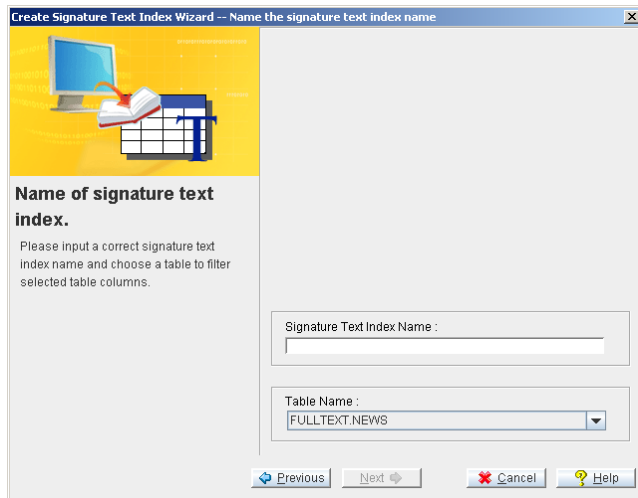 Create Signature Text Index Wizard -- Name the signature text index name
T
Name of signature text
index.
Please input a correct signature text
index name and choose a table to filter
selected table columns.
Signature Text Index Name :
Table Name :
FULLTEXT.NEWS
Previous Next Cancel Help